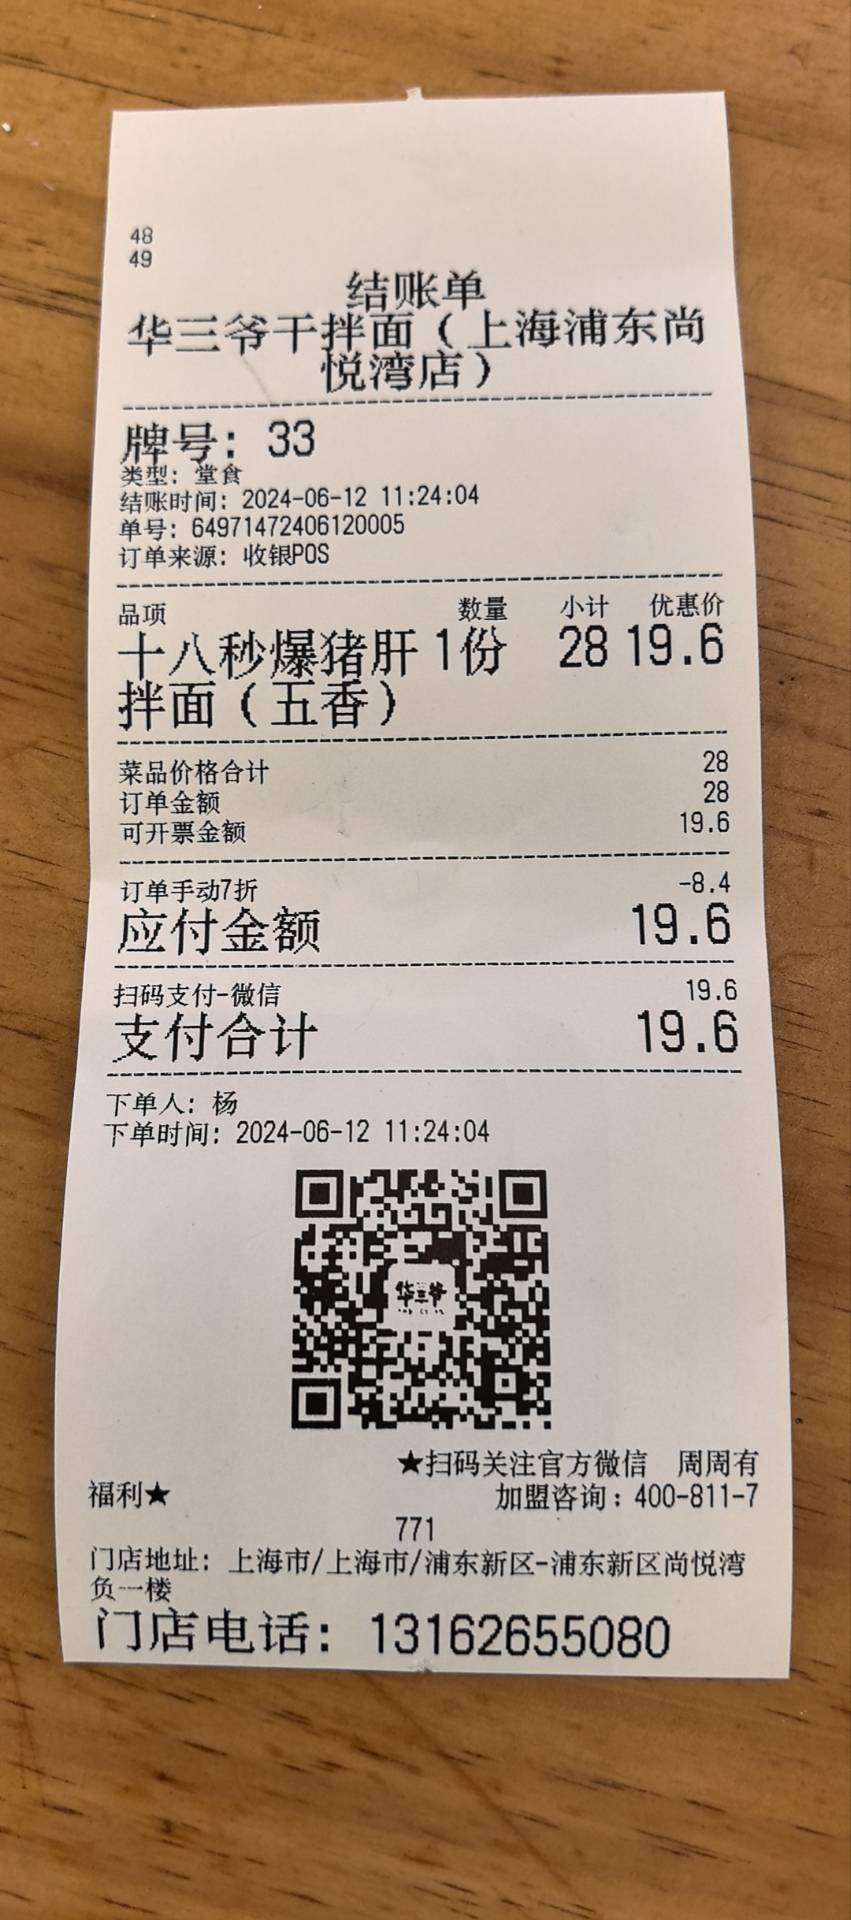 48
49
结账单
华三爷干拌面（上海浦东尚
悦湾店）
牌号: 33
类型: 堂食
结账时间: 2024-06-12 11:24:04
单号: 64971472406120005
订单来源: 收银POS
品项 数量 小计 优惠价
十八秒爆猪肝 1份 28 19.6
拌面（五香）
菜品价格合计 28
订单金额 28
可开票金额 19.6
订单手动7折 -8.4
应付金额 19.6
扫码支付-微信 19.6
支付合计 19.6
下单人: 杨
下单时间: 2024-06-12 11:24:04
华三爷
★扫码关注官方微信 周周有
福利★ 加盟咨询：400-811-7
771
门店地址: 上海市/上海市/浦东新区-浦东新区尚悦湾
负一楼
门店电话: 13162655080